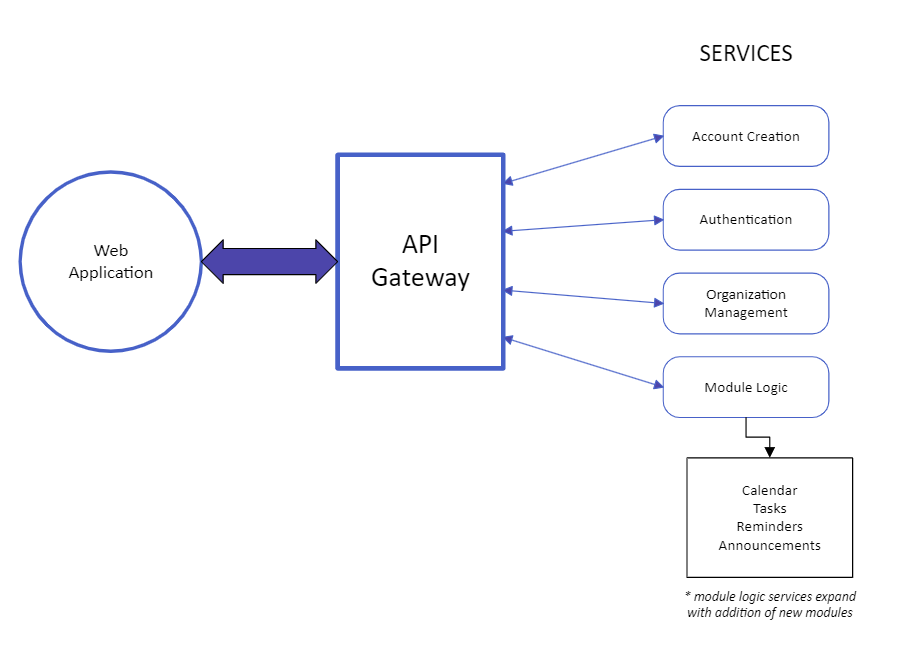 SERVICES
Account Creation
Web
Application
API
Gateway
Authentication
Organization
Management
Module Logic
Calendar
Tasks
Reminders
Announcements
* module logic services expand
with addition of new modules